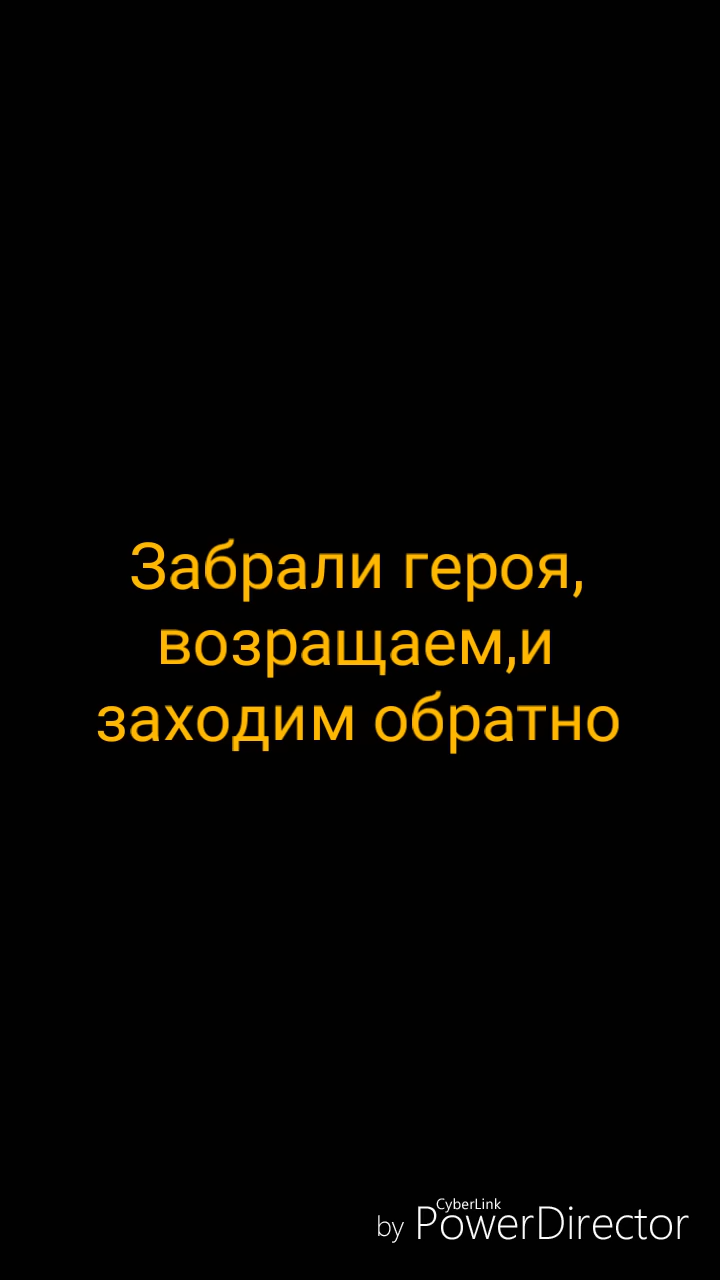 Забрали героя,
возращаем,и
заходим обратно
CyberLink
by PowerDirector